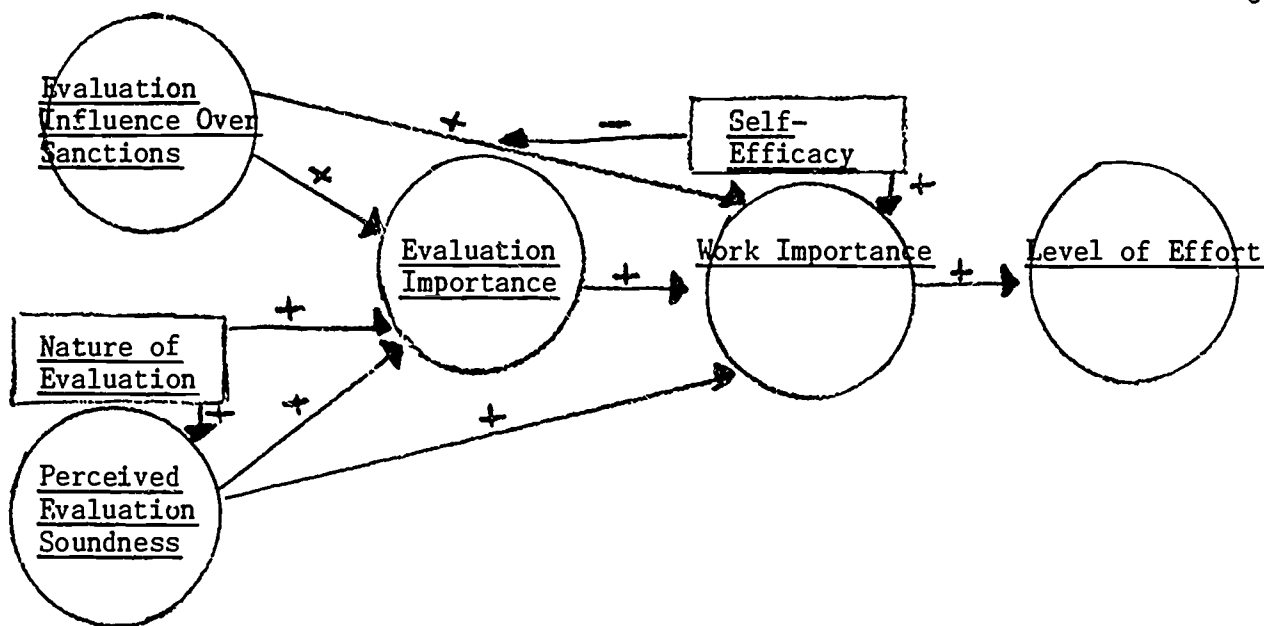 Evaluation
Influence Over
Sanctions
+
+
−
Self-
Efficacy
+
Evaluation
Importance
+
Work Importance
+
Level of Effort
Nature of
Evaluation
+
+
+
+
Perceived
Evaluation
Soundness